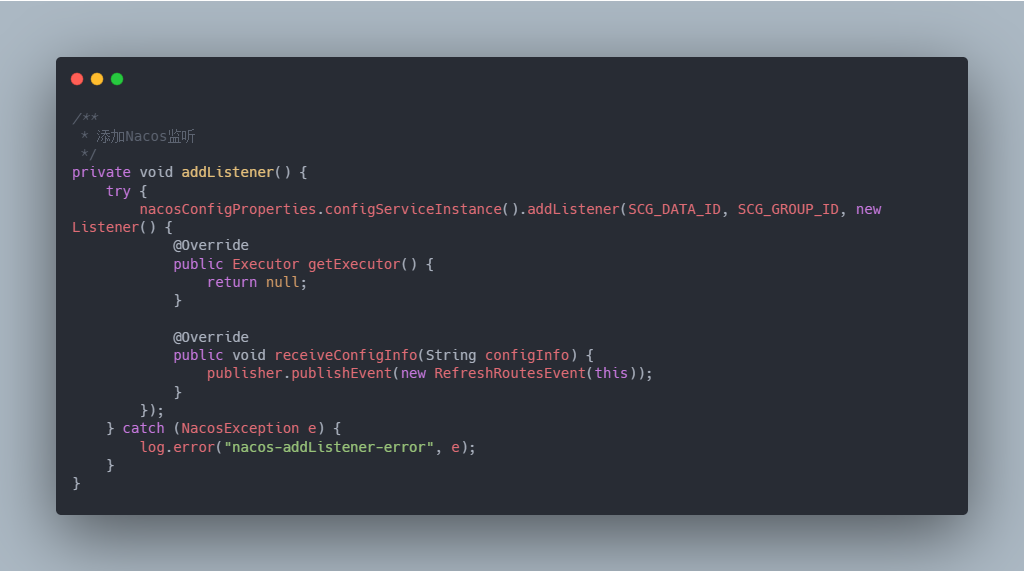 /**
 * 添加Nacos监听
 */
private void addListener() {
    try {
        nacosConfigProperties.configServiceInstance().addListener(SCG_DATA_ID, SCG_GROUP_ID, new
Listener() {
            @Override
            public Executor getExecutor() {
                return null;
            }

            @Override
            public void receiveConfigInfo(String configInfo) {
                publisher.publishEvent(new RefreshRoutesEvent(this));
            }
        });
    } catch (NacosException e) {
        log.error("nacos-addListener-error", e);
    }
}